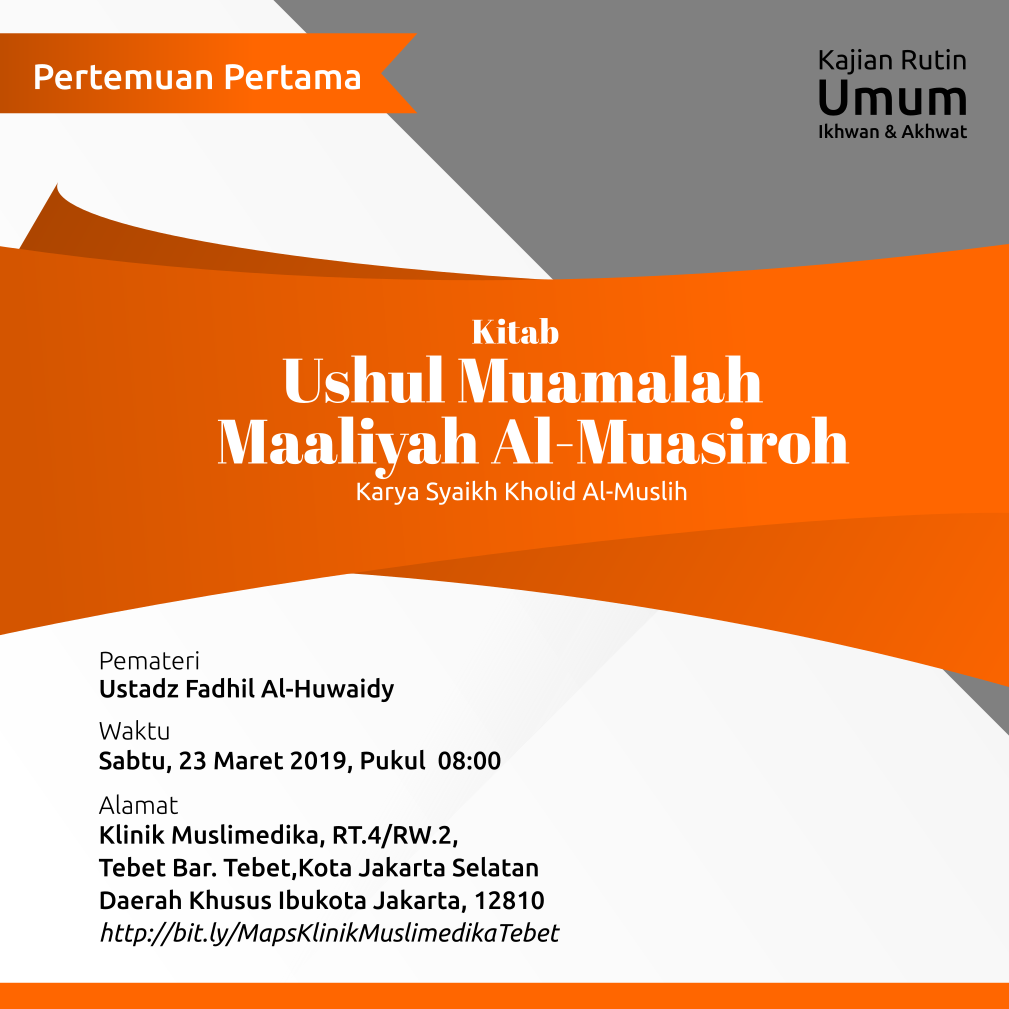 Pertemuan Pertama
Kajian Rutin
Umum
Ikhwan & Akhwat
Kitab
Ushul Muamalah
Maaliyah Al-Muasiroh
Karya Syaikh Kholid Al-Muslih
Pemateri
Ustadz Fadhil Al-Huwaidy
Waktu
Sabtu, 23 Maret 2019, Pukul 08:00
Alamat
Klinik Muslimedika, RT.4/RW.2,
Tebet Bar. Tebet,Kota Jakarta Selatan
Daerah Khusus Ibukota Jakarta, 12810
http://bit.ly/MapsKlinikMuslimedikaTebet